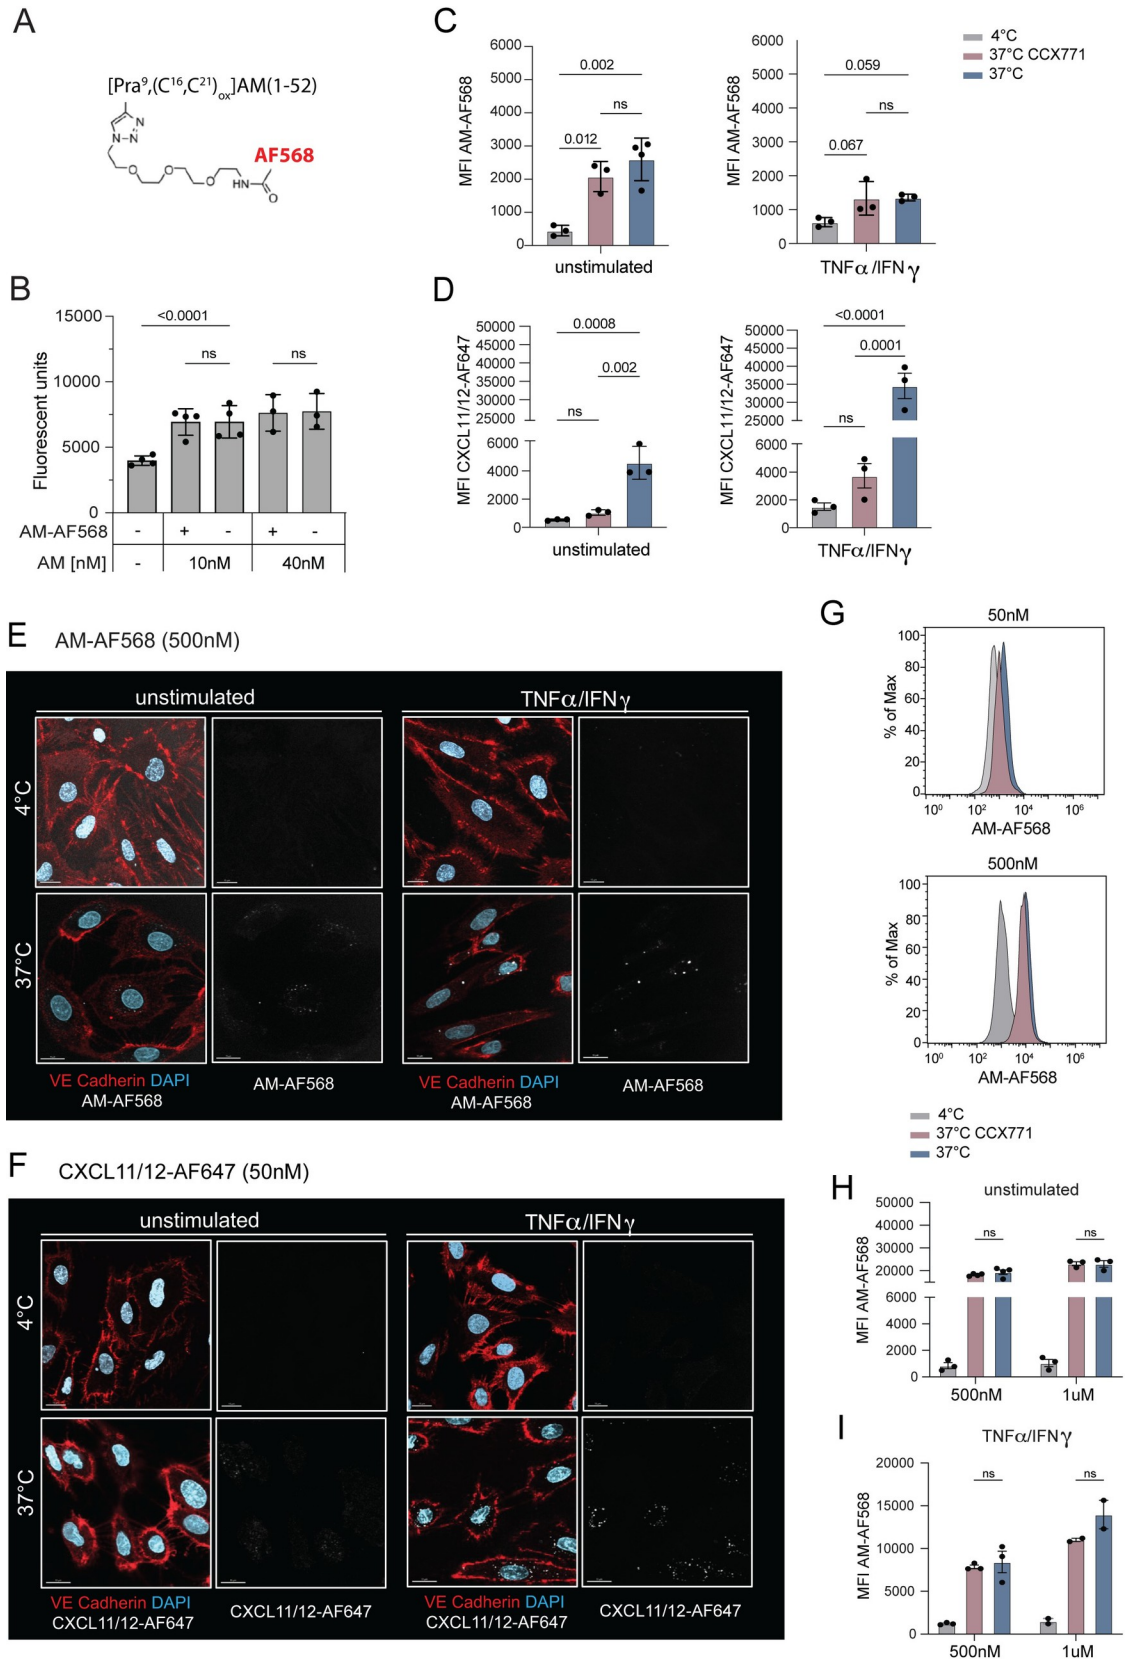 A
[Pra9,(C16,C21)ox]AM(1-52)
N
N
N
O
O
O
HN
O
AF568
B
Fluorescent units
15000
10000
5000
0
<0.0001
ns
ns
AM-AF568 - + - + -
AM [nM] - 10nM 40nM
C
MFI AM-AF568
6000
5000
4000
3000
2000
1000
0
0.002
ns
0.012
unstimulated
MFI AM-AF568
6000
5000
4000
3000
2000
1000
0
0.059
ns
0.067
TNFα/IFNγ
4°C
37°C CCX771
37°C
D
MFI CXCL11/12-AF647
50000
45000
40000
35000
30000
25000
6000
4000
2000
0
0.0008
0.002
ns
unstimulated
MFI CXCL11/12-AF647
50000
45000
40000
35000
30000
25000
6000
4000
2000
0
<0.0001
0.0001
ns
TNFα/IFNγ
E AM-AF568 (500nM)
unstimulated TNFα/IFNγ
4°C
37°C
VE Cadherin DAPI
AM-AF568
AM-AF568
VE Cadherin DAPI
AM-AF568
AM-AF568
F CXCL11/12-AF647 (50nM)
unstimulated TNFα/IFNγ
4°C
37°C
VE Cadherin DAPI
CXCL11/12-AF647
CXCL11/12-AF647
VE Cadherin DAPI
CXCL11/12-AF647
CXCL11/12-AF647
G
50nM
% of Max
100
80
60
40
20
0
100 102 104 106
AM-AF568
500nM
% of Max
100
80
60
40
20
0
100 102 104 106
AM-AF568
4°C
37°C CCX771
37°C
H
unstimulated
MFI AM-AF568
50000
40000
30000
20000
6000
4000
2000
0
ns
ns
500nM 1uM
I
TNFα/IFNγ
MFI AM-AF568
20000
15000
10000
5000
0
ns
ns
500nM 1uM